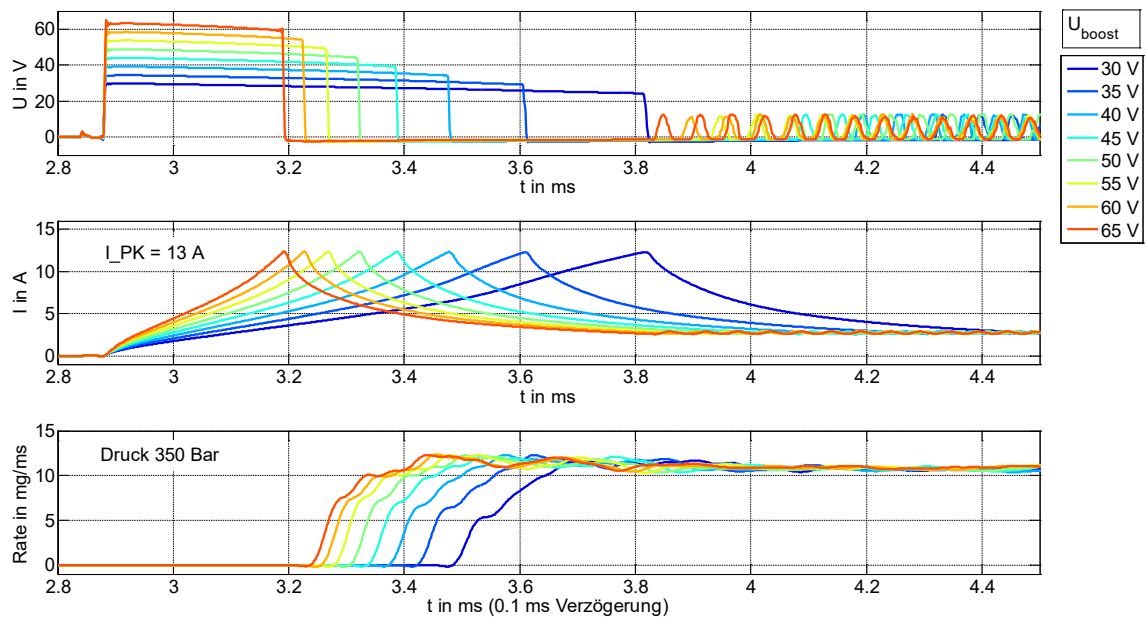 60
40
20
0
U in V
2.8 3 3.2 3.4 3.6 3.8 4 4.2 4.4
t in ms
U_boost
30 V
35 V
40 V
45 V
50 V
55 V
60 V
65 V
15
10
5
0
I in A
I_PK = 13 A
2.8 3 3.2 3.4 3.6 3.8 4 4.2 4.4
t in ms
15
10
5
0
Rate in mg/ms
Druck 350 Bar
2.8 3 3.2 3.4 3.6 3.8 4 4.2 4.4
t in ms (0.1 ms Verzögerung)